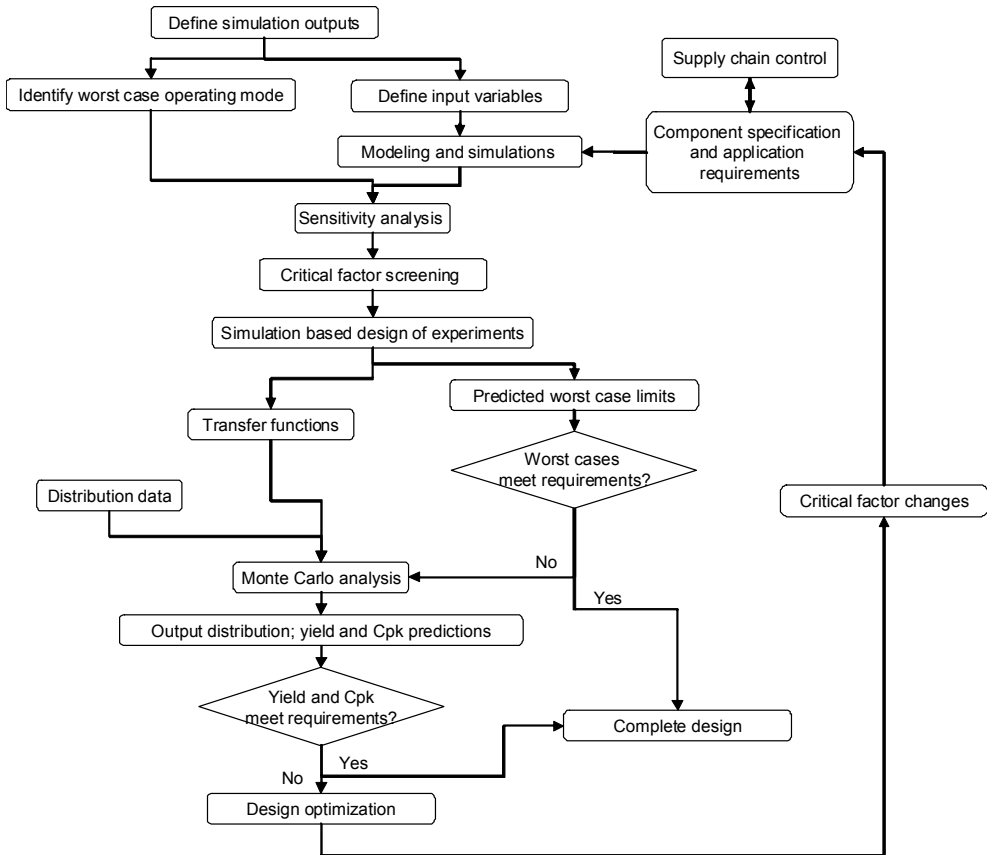 Define simulation outputs
Supply chain control
Identify worst case operating mode
Define input variables
Component specification
and application
requirements
Modeling and simulations
Sensitivity analysis
Critical factor screening
Simulation based design of experiments
Predicted worst case limits
Transfer functions
Worst cases
meet requirements?
Distribution data
Critical factor changes
No
Monte Carlo analysis
Yes
Output distribution; yield and Cpk predictions
Yield and Cpk
meet requirements?
Complete design
Yes
No
Design optimization